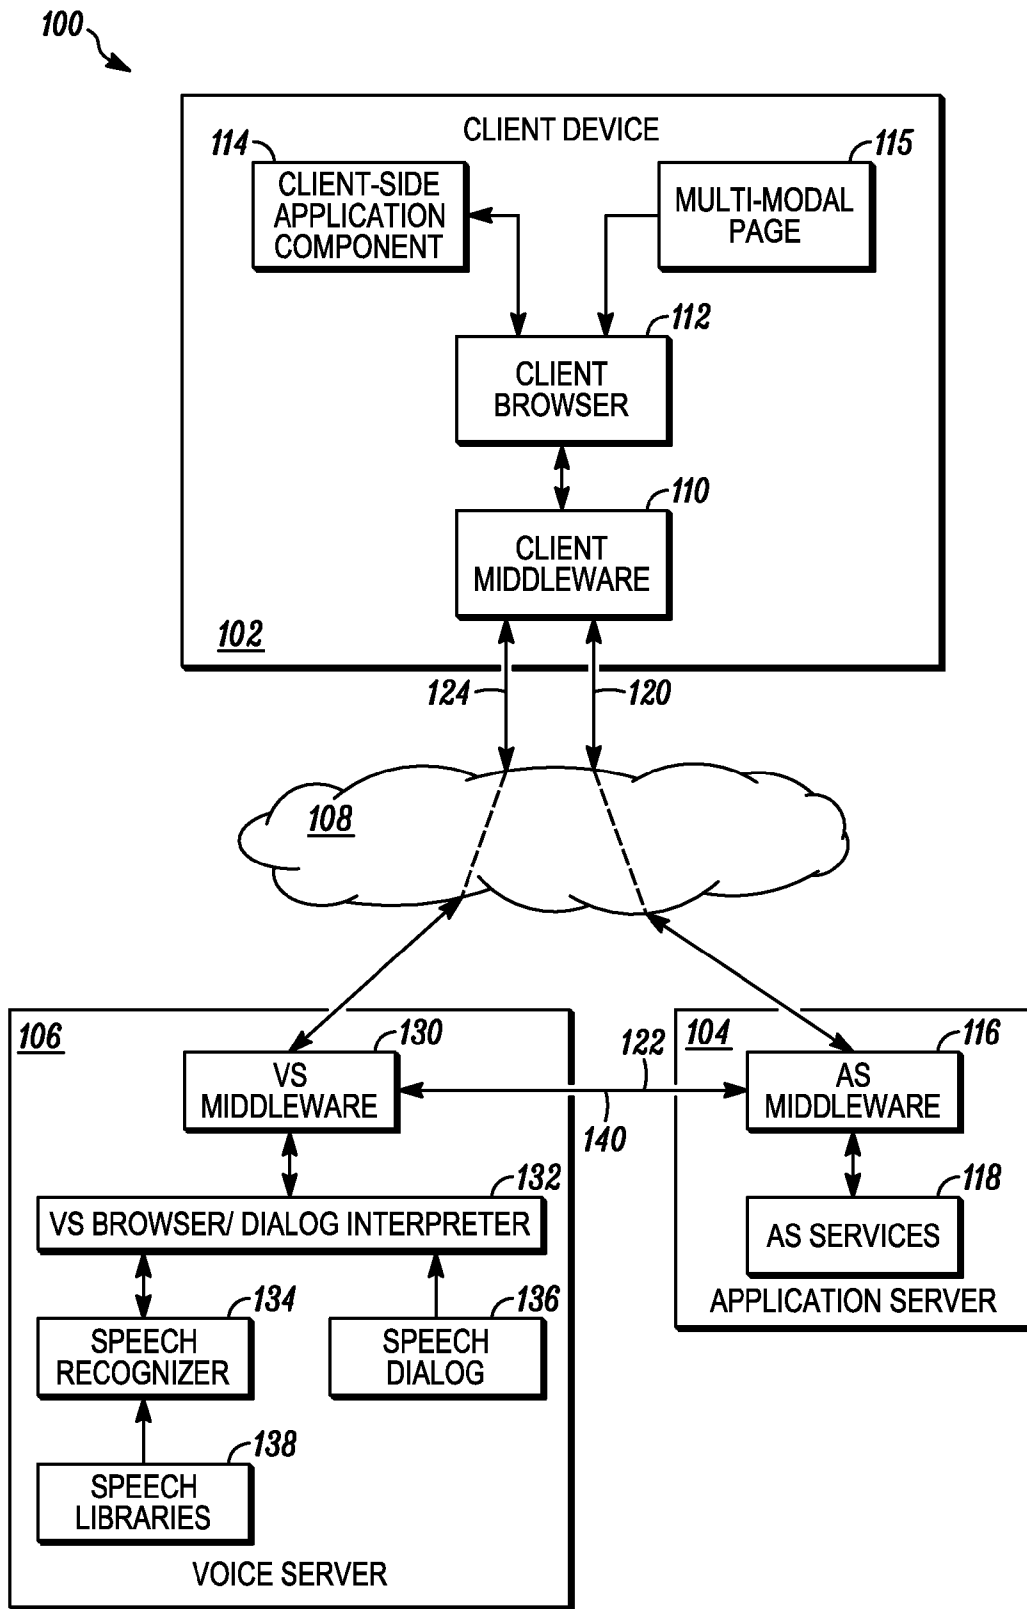 100
CLIENT DEVICE
114
115
CLIENT-SIDE
APPLICATION
COMPONENT
MULTI-MODAL
PAGE
112
CLIENT
BROWSER
110
CLIENT
MIDDLEWARE
102
124
120
108
106
130
VS
MIDDLEWARE
122
140
104
116
AS
MIDDLEWARE
132
VS BROWSER/ DIALOG INTERPRETER
118
AS SERVICES
APPLICATION SERVER
134
SPEECH
RECOGNIZER
136
SPEECH
DIALOG
138
SPEECH
LIBRARIES
VOICE SERVER